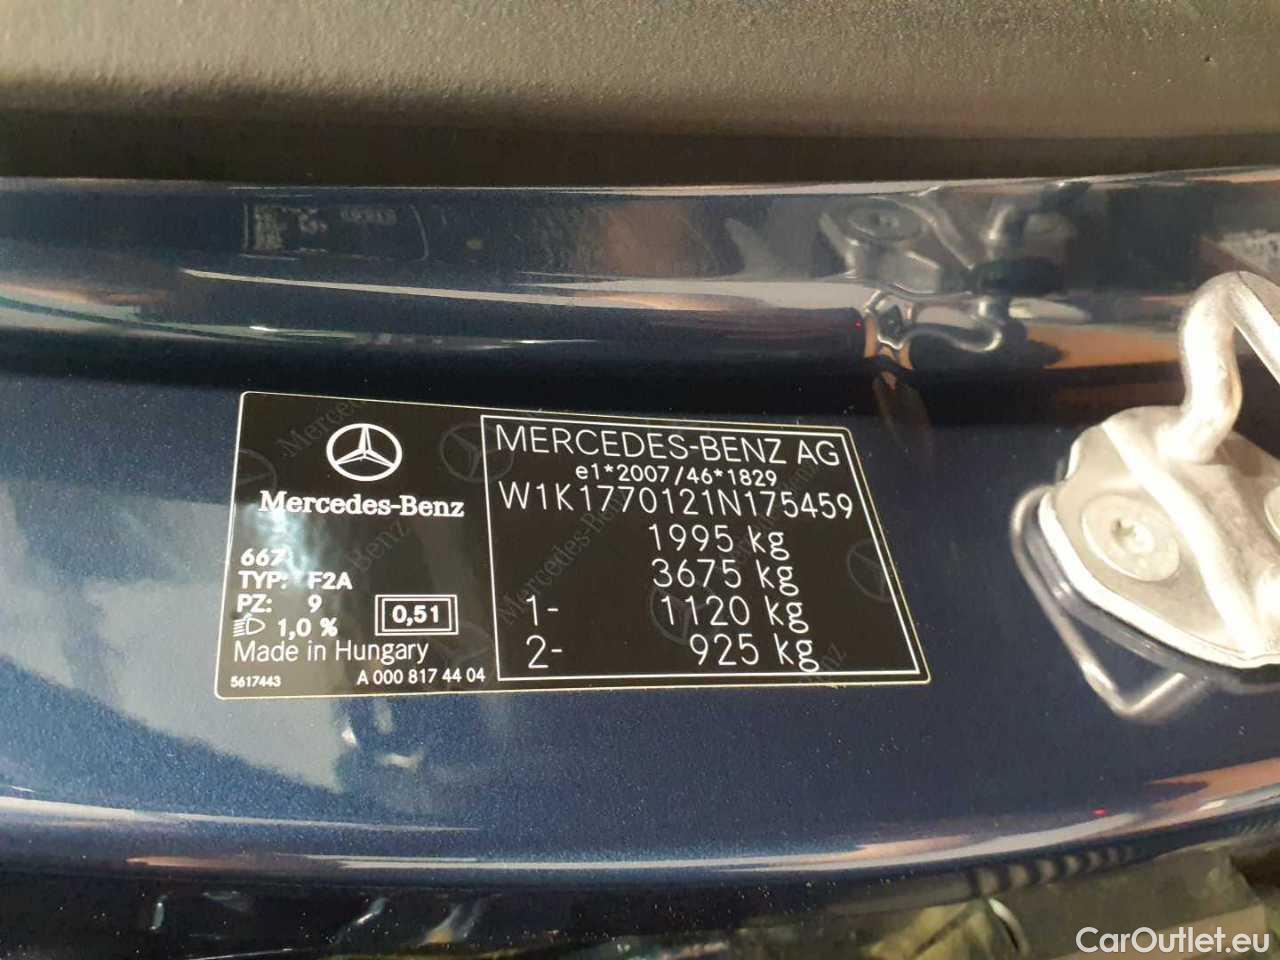 Mercedes-Benz
667
TYP: F2A
PZ: 9
0,51
1,0 %
Made in Hungary
5617443
A 000 817 44 04
MERCEDES-BENZ AG
e1*2007/46*1829
W1K1770121N175459
1995 kg
3675 kg
1- 1120 kg
2- 925 kg
CarOutlet.eu